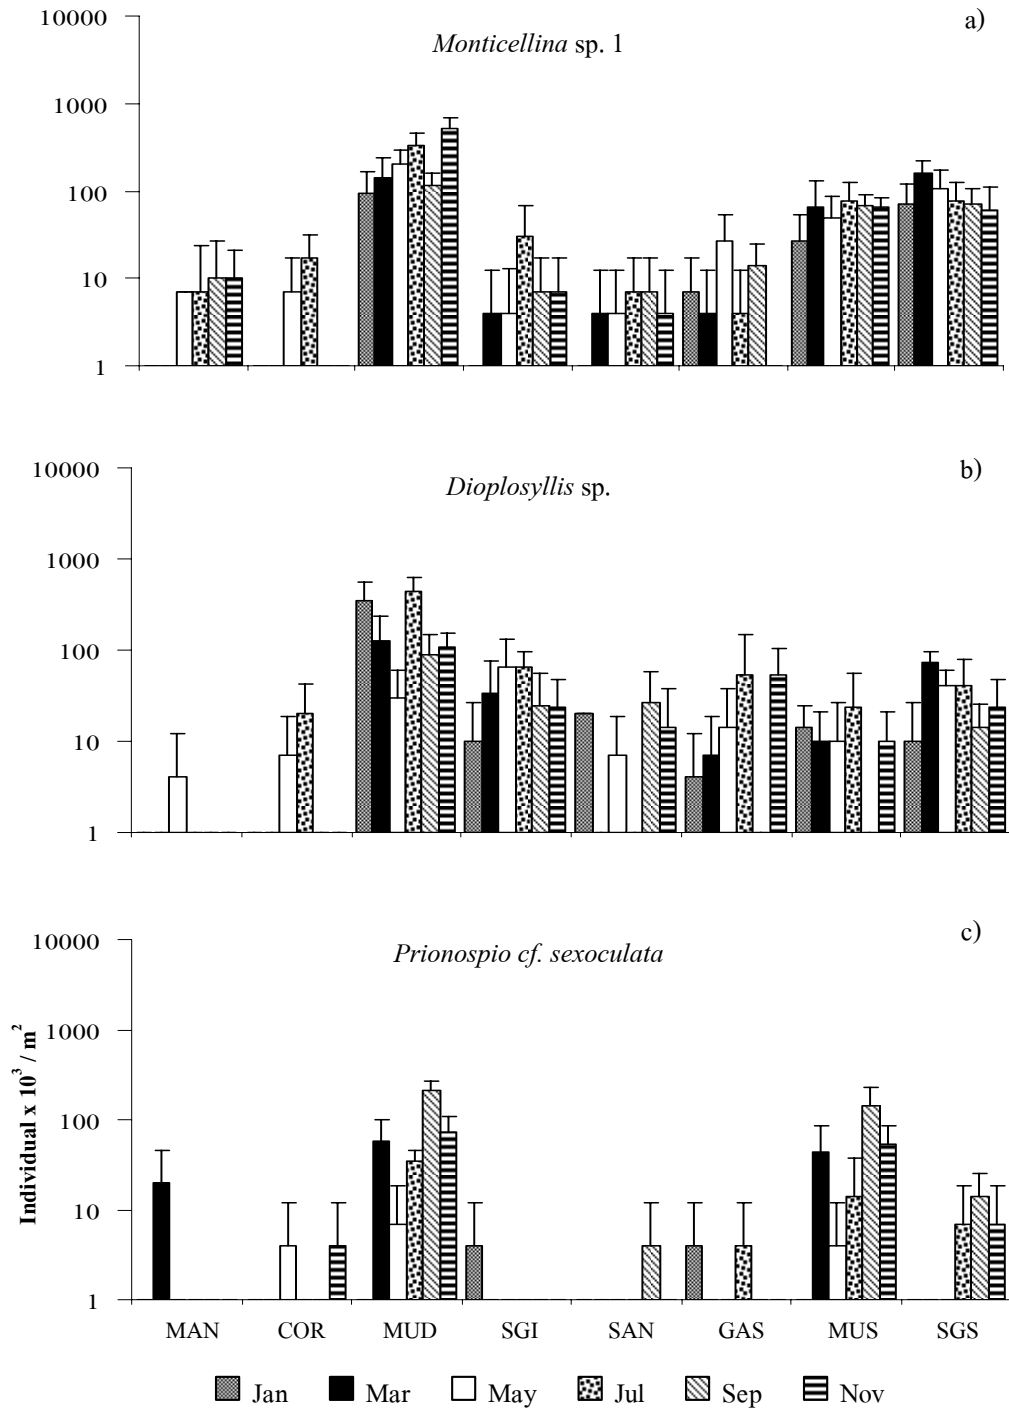 a)
Monticellina sp. 1
10000
1000
100
10
1
b)
Dioplosyllis sp.
10000
1000
100
10
1
c)
Prionospio cf. sexoculata
10000
1000
100
10
1
Individual x 10³ / m²
MAN COR MUD SGI SAN GAS MUS SGS
Jan Mar May Jul Sep Nov